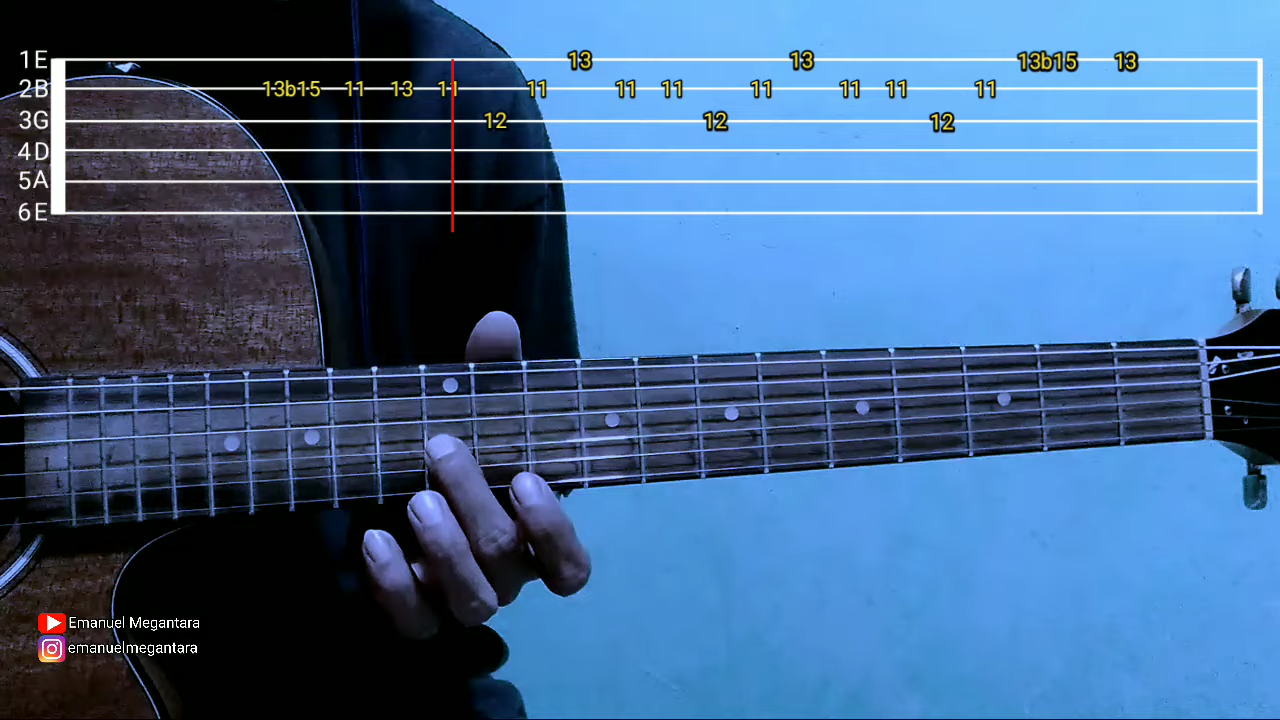 1E 13 13 13b15 13
2B 13b15 11 13 11 11 11 11 11 11 11 11
3G 12 12 12
4D
5A
6E
Emanuel Megantara
emanuelmegantara